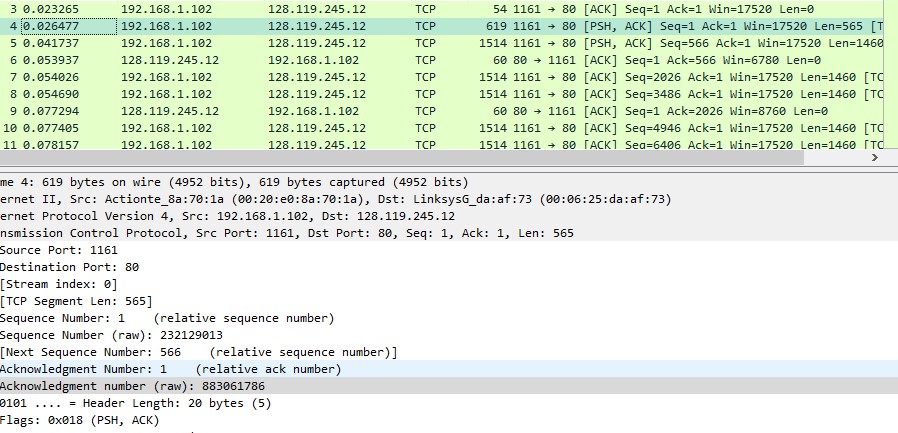 3 0.023265 192.168.1.102 128.119.245.12 TCP 54 1161 → 80 [ACK] Seq=1 Ack=1 Win=17520 Len=0
4 0.026477 192.168.1.102 128.119.245.12 TCP 619 1161 → 80 [PSH, ACK] Seq=1 Ack=1 Win=17520 Len=565 [T
5 0.041737 192.168.1.102 128.119.245.12 TCP 1514 1161 → 80 [PSH, ACK] Seq=566 Ack=1 Win=17520 Len=1460
6 0.053937 128.119.245.12 192.168.1.102 TCP 60 80 → 1161 [ACK] Seq=1 Ack=566 Win=6780 Len=0
7 0.054026 192.168.1.102 128.119.245.12 TCP 1514 1161 → 80 [ACK] Seq=2026 Ack=1 Win=17520 Len=1460 [TC
8 0.054690 192.168.1.102 128.119.245.12 TCP 1514 1161 → 80 [ACK] Seq=3486 Ack=1 Win=17520 Len=1460 [TC
9 0.077294 128.119.245.12 192.168.1.102 TCP 60 80 → 1161 [ACK] Seq=1 Ack=2026 Win=8760 Len=0
10 0.077405 192.168.1.102 128.119.245.12 TCP 1514 1161 → 80 [ACK] Seq=4946 Ack=1 Win=17520 Len=1460 [TC
11 0.078157 192.168.1.102 128.119.245.12 TCP 1514 1161 → 80 [ACK] Seq=6406 Ack=1 Win=17520 Len=1460 [TC
me 4: 619 bytes on wire (4952 bits), 619 bytes captured (4952 bits)
ernet II, Src: Actionte_8a:70:1a (00:20:e0:8a:70:1a), Dst: LinksysG_da:af:73 (00:06:25:da:af:73)
ernet Protocol Version 4, Src: 192.168.1.102, Dst: 128.119.245.12
nsmission Control Protocol, Src Port: 1161, Dst Port: 80, Seq: 1, Ack: 1, Len: 565
Source Port: 1161
Destination Port: 80
[Stream index: 0]
[TCP Segment Len: 565]
Sequence Number: 1 (relative sequence number)
Sequence Number (raw): 232129013
[Next Sequence Number: 566 (relative sequence number)]
Acknowledgment Number: 1 (relative ack number)
Acknowledgment number (raw): 883061786
0101 .... = Header Length: 20 bytes (5)
Flags: 0x018 (PSH, ACK)